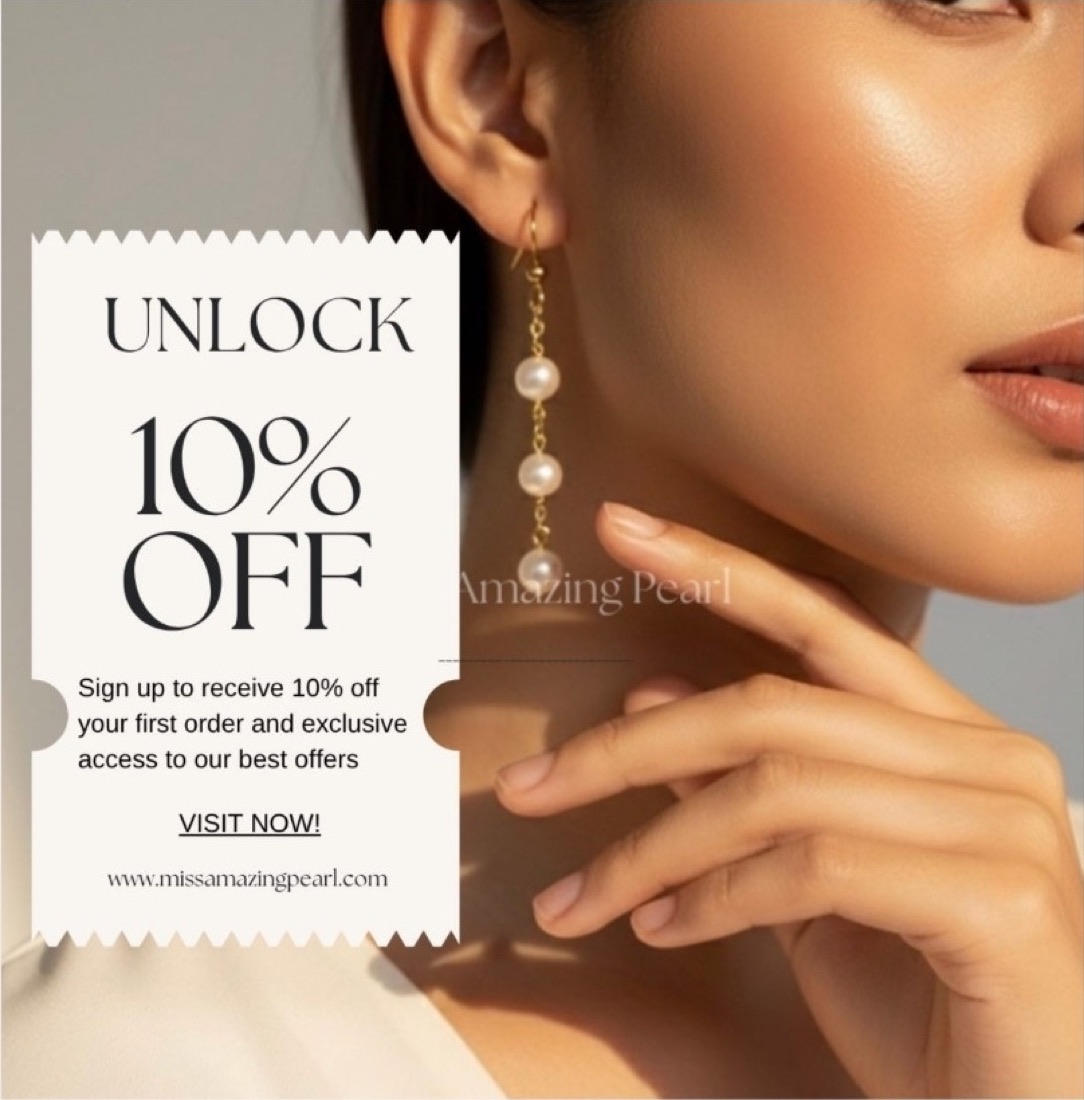 UNLOCK
10%
OFF
Sign up to receive 10% off
your first order and exclusive
access to our best offers
VISIT NOW!
www.missamazingpearl.com
Amazing Pearl